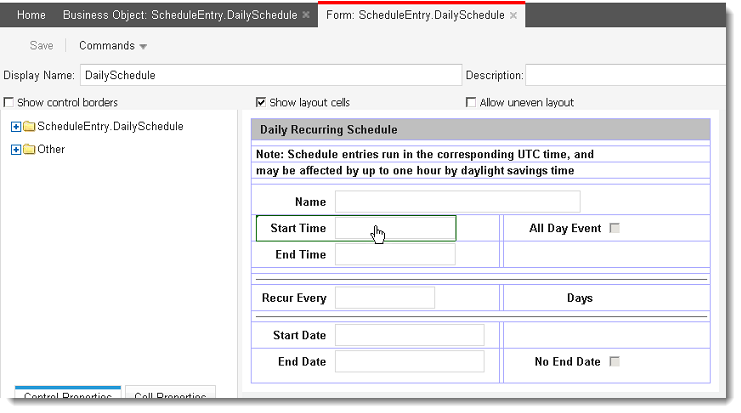 Home Business Object: ScheduleEntry.DailySchedule × Form: ScheduleEntry.DailySchedule ×
Save Commands
Display Name: DailySchedule Description:
Show control borders Show layout cells Allow uneven layout
ScheduleEntry.DailySchedule
Other
Daily Recurring Schedule
Note: Schedule entries run in the corresponding UTC time, and
may be affected by up to one hour by daylight savings time
Name
Start Time All Day Event
End Time
Recur Every Days
Start Date
End Date No End Date
Control Properties Cell Properties